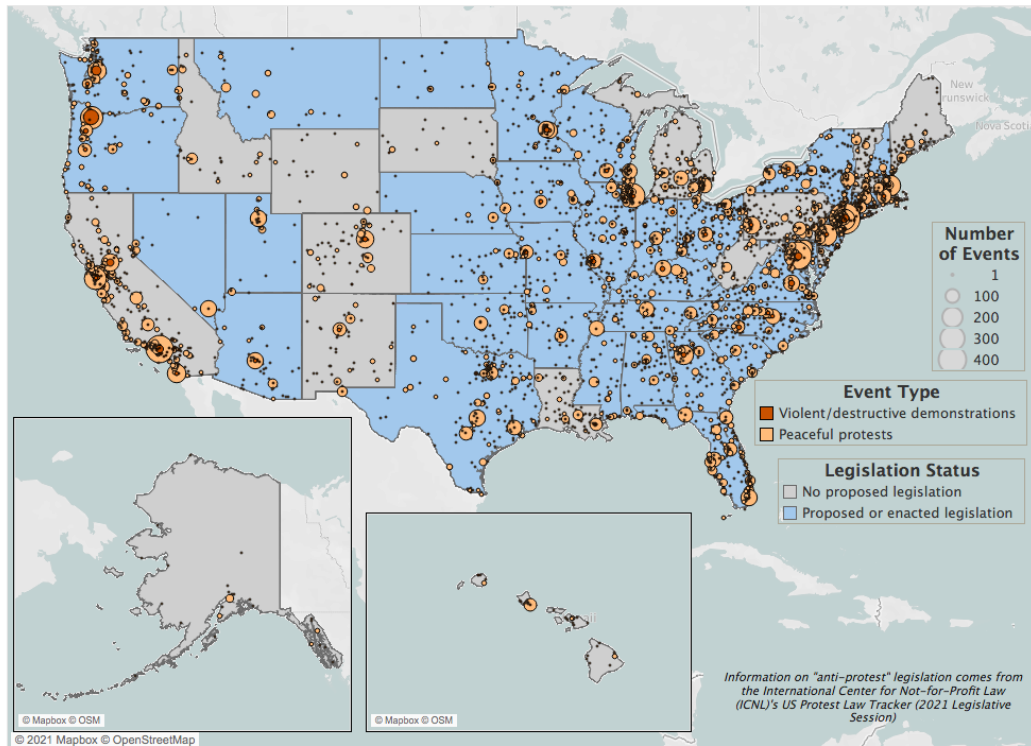 New
runswick
Nova Scoti
Number
of Events
1
100
200
300
400
Event Type
Violent/destructive demonstrations
Peaceful protests
Legislation Status
No proposed legislation
Proposed or enacted legislation
Information on "anti-protest" legislation comes from
the International Center for Not-for-Profit Law
(ICNL)'s US Protest Law Tracker (2021 Legislative
Session)
© Mapbox © OSM
© Mapbox © OSM
© 2021 Mapbox © OpenStreetMap